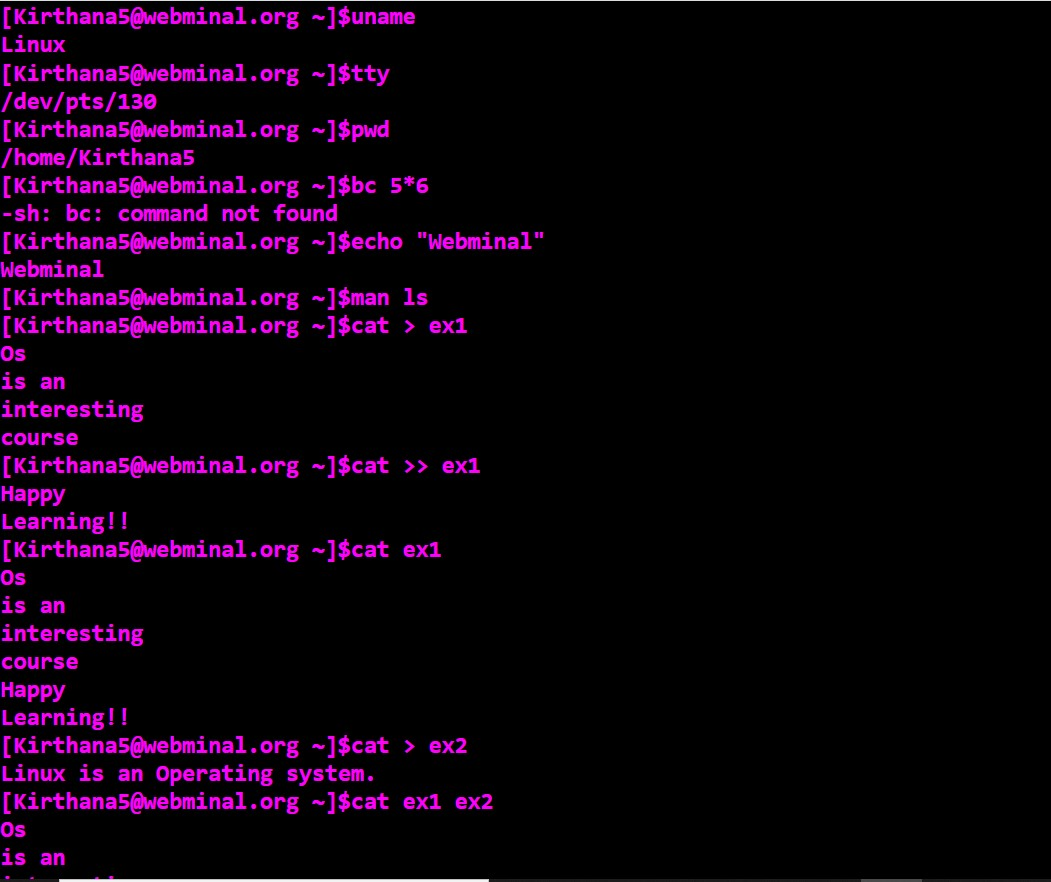 [Kirthana5@webminal.org ~]$uname
Linux
[Kirthana5@webminal.org ~]$tty
/dev/pts/130
[Kirthana5@webminal.org ~]$pwd
/home/Kirthana5
[Kirthana5@webminal.org ~]$bc 5*6
-sh: bc: command not found
[Kirthana5@webminal.org ~]$echo "Webminal"
Webminal
[Kirthana5@webminal.org ~]$man ls
[Kirthana5@webminal.org ~]$cat > ex1
Os
is an
interesting
course
[Kirthana5@webminal.org ~]$cat >> ex1
Happy
Learning!!
[Kirthana5@webminal.org ~]$cat ex1
Os
is an
interesting
course
Happy
Learning!!
[Kirthana5@webminal.org ~]$cat > ex2
Linux is an Operating system.
[Kirthana5@webminal.org ~]$cat ex1 ex2
Os
is an